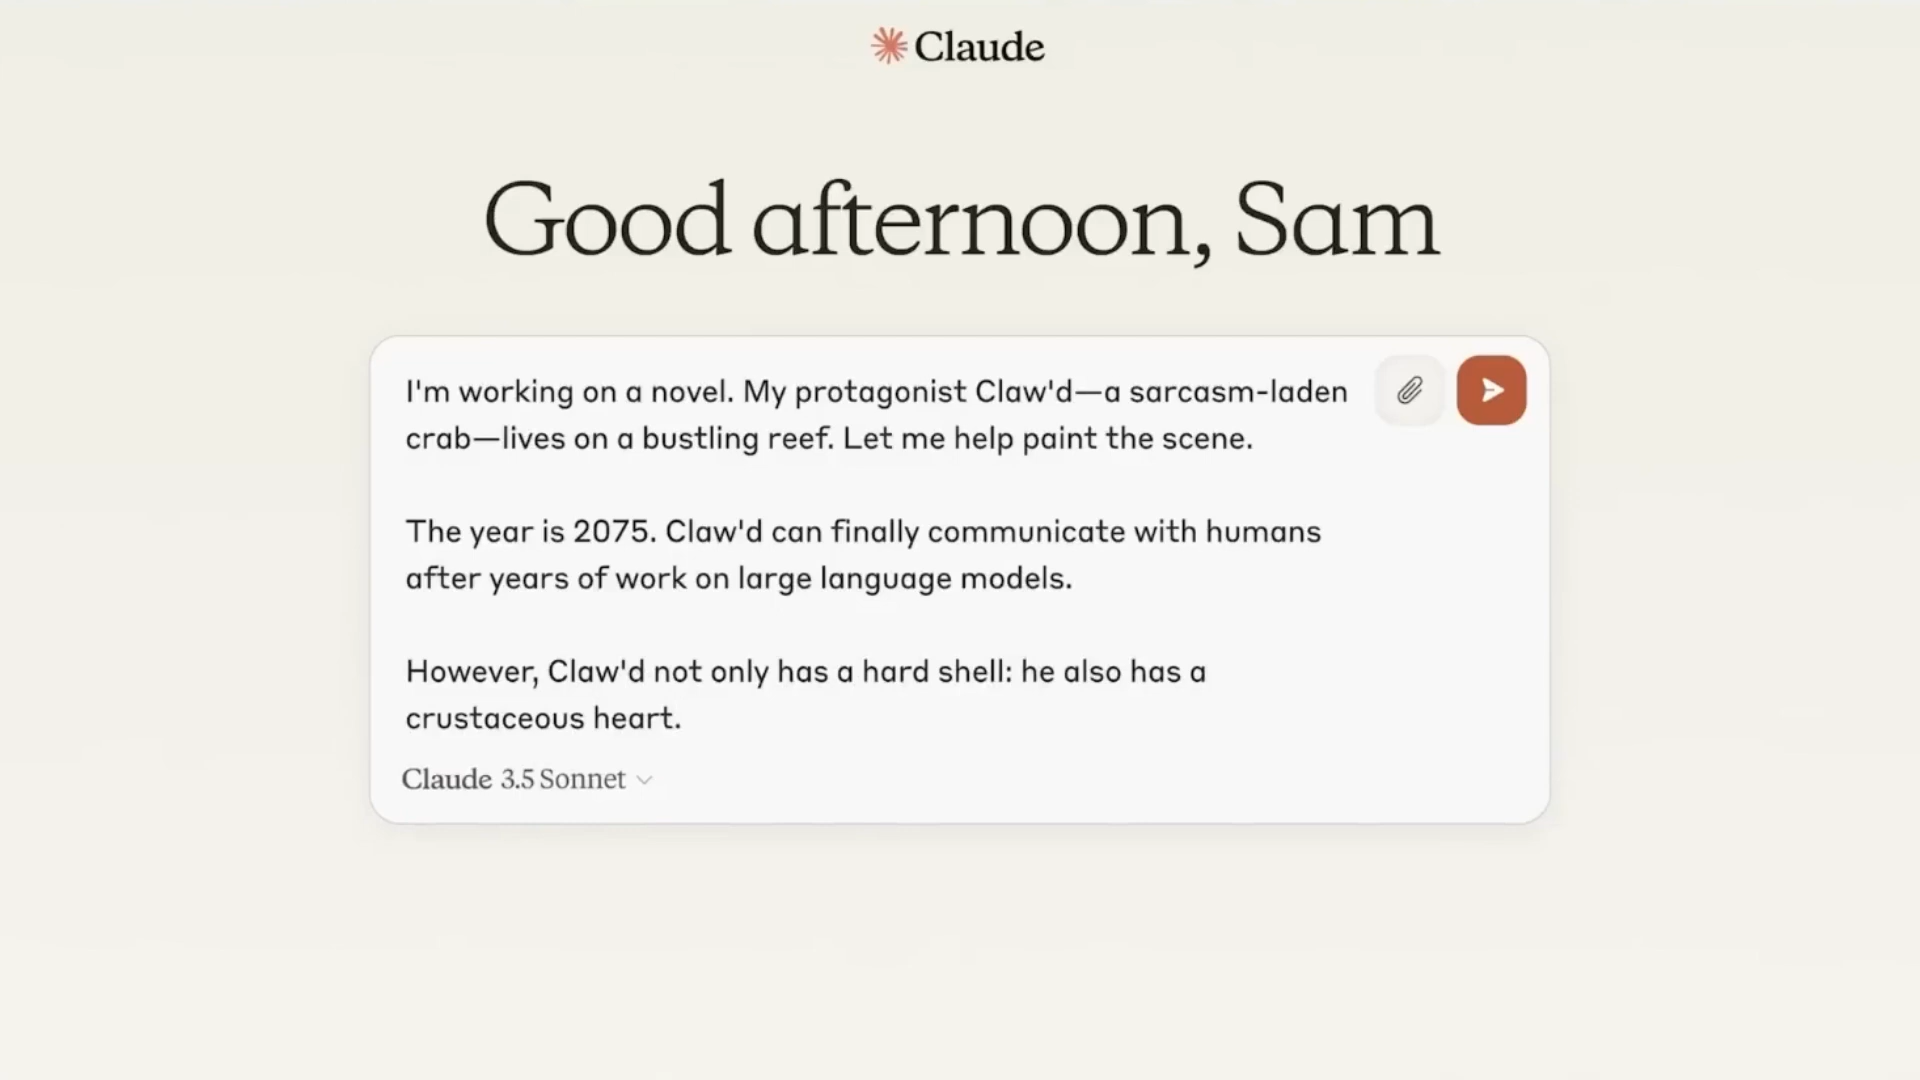 Claude
Good afternoon, Sam
I'm working on a novel. My protagonist Claw'd—a sarcasm-laden
crab—lives on a bustling reef. Let me help paint the scene.
The year is 2075. Claw'd can finally communicate with humans
after years of work on large language models.
However, Claw'd not only has a hard shell: he also has a
crustaceous heart.
Claude 3.5 Sonnet